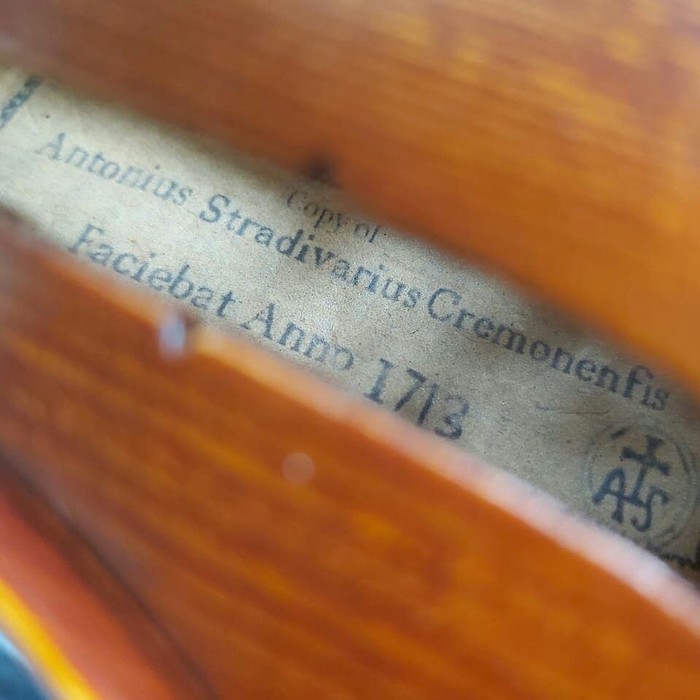 Copy of
Antonius Stradivarius Cremonenfis
Faciebat Anno 1713
AS